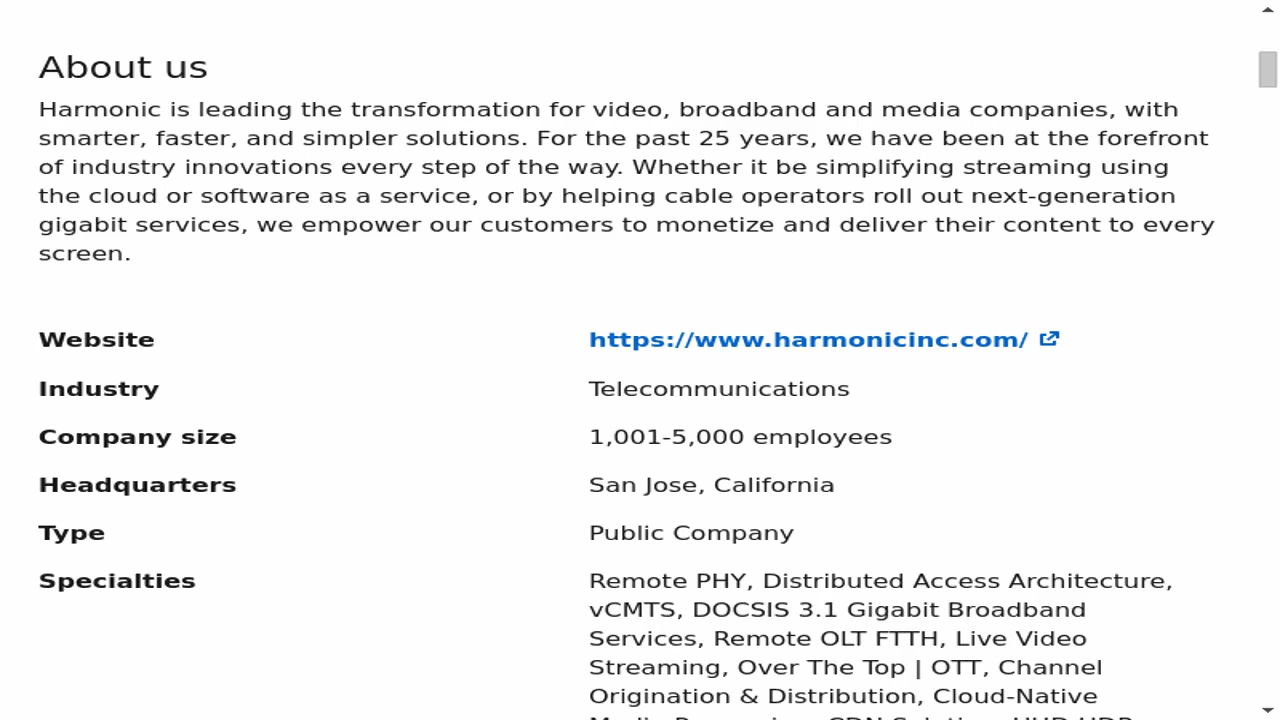 About us
Harmonic is leading the transformation for video, broadband and media companies, with
smarter, faster, and simpler solutions. For the past 25 years, we have been at the forefront
of industry innovations every step of the way. Whether it be simplifying streaming using
the cloud or software as a service, or by helping cable operators roll out next-generation
gigabit services, we empower our customers to monetize and deliver their content to every
screen.
Website https://www.harmonicinc.com/
Industry Telecommunications
Company size 1,001-5,000 employees
Headquarters San Jose, California
Type Public Company
Specialties Remote PHY, Distributed Access Architecture,
vCMTS, DOCSIS 3.1 Gigabit Broadband
Services, Remote OLT FTTH, Live Video
Streaming, Over The Top | OTT, Channel
Origination & Distribution, Cloud-Native